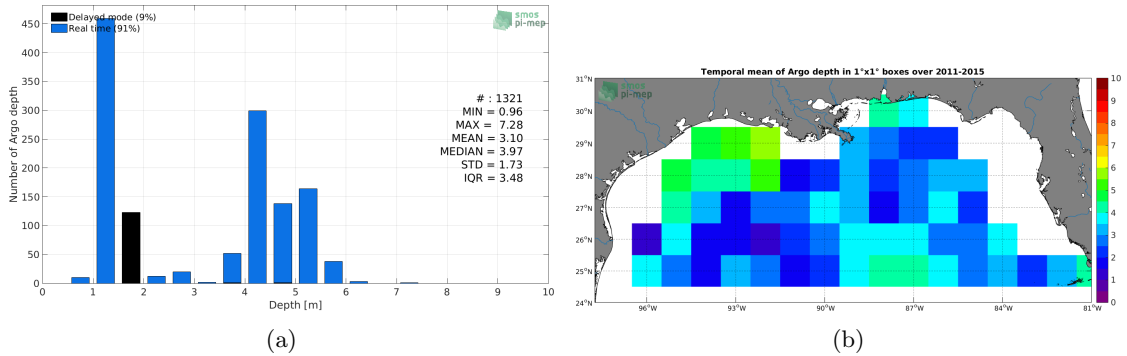 Delayed mode (9%)
Real time (91%)
smos
pi-mep
450
400
350
300
250
200
150
100
50
0
Number of Argo depth
# : 1321
MIN = 0.96
MAX = 7.28
MEAN = 3.10
MEDIAN = 3.97
STD = 1.73
IQR = 3.48
0 1 2 3 4 5 6 7 8 9 10
Depth [m]
(a)
Temporal mean of Argo depth in 1°x1° boxes over 2011-2015
smos
pi-mep
31°N
30°N
29°N
28°N
27°N
26°N
25°N
24°N
96°W 93°W 90°W 87°W 84°W 81°W
10
9
8
7
6
5
4
3
2
1
0
(b)